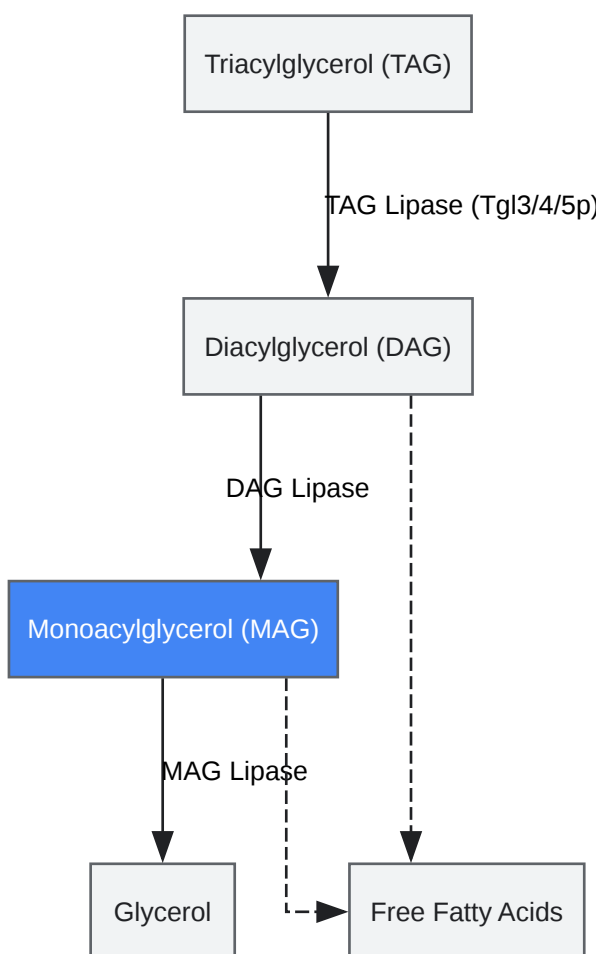 Triacylglycerol (TAG)
TAG Lipase (Tgl3/4/5p)
Diacylglycerol (DAG)
DAG Lipase
Monoacylglycerol (MAG)
MAG Lipase
Glycerol
Free Fatty Acids